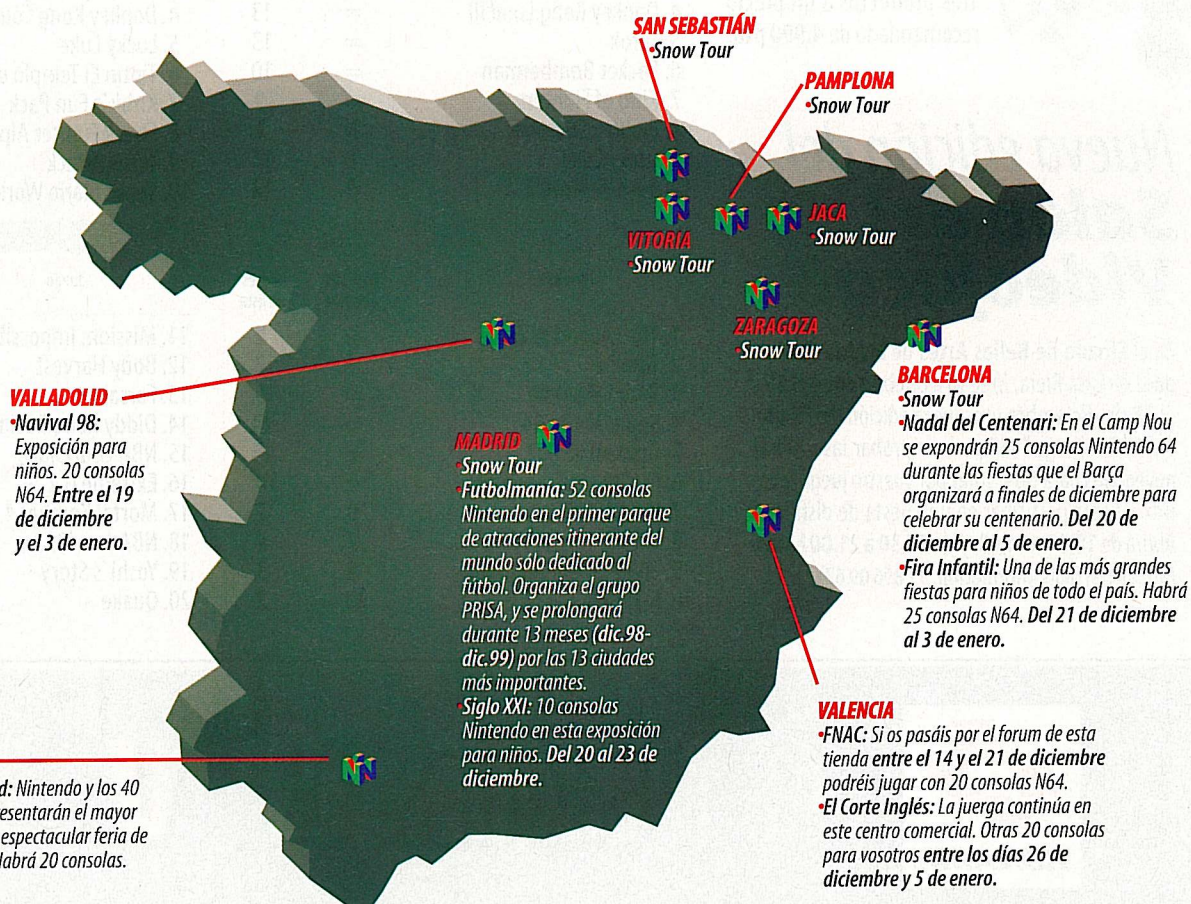 SAN SEBASTIÁN
•Snow Tour
PAMPLONA
•Snow Tour
JACA
•Snow Tour
VITORIA
•Snow Tour
ZARAGOZA
•Snow Tour
BARCELONA
•Snow Tour
•Nadal del Centenari: En el Camp Nou
se expondrán 25 consolas Nintendo 64
durante las fiestas que el Barça
organizará a finales de diciembre para
celebrar su centenario. Del 20 de
diciembre al 5 de enero.
•Fira Infantil: Una de las más grandes
fiestas para niños de todo el país. Habrá
25 consolas N64. Del 21 de diciembre
al 3 de enero.
VALLADOLID
•Navival 98:
Exposición para
niños. 20 consolas
N64. Entre el 19
de diciembre
y el 3 de enero.
MADRID
•Snow Tour
•Futbolmanía: 52 consolas
Nintendo en el primer parque
de atracciones itinerante del
mundo sólo dedicado al
fútbol. Organiza el grupo
PRISA, y se prolongará
durante 13 meses (dic.98-
dic.99) por las 13 ciudades
más importantes.
•Siglo XXI: 10 consolas
Nintendo en esta exposición
para niños. Del 20 al 23 de
diciembre.
VALENCIA
•FNAC: Si os pasáis por el forum de esta
tienda entre el 14 y el 21 de diciembre
podréis jugar con 20 consolas N64.
•El Corte Inglés: La juerga continúa en
este centro comercial. Otras 20 consolas
para vosotros entre los días 26 de
diciembre y 5 de enero.
d: Nintendo y los 40
resentarán el mayor
espectacular feria de
Habrá 20 consolas.